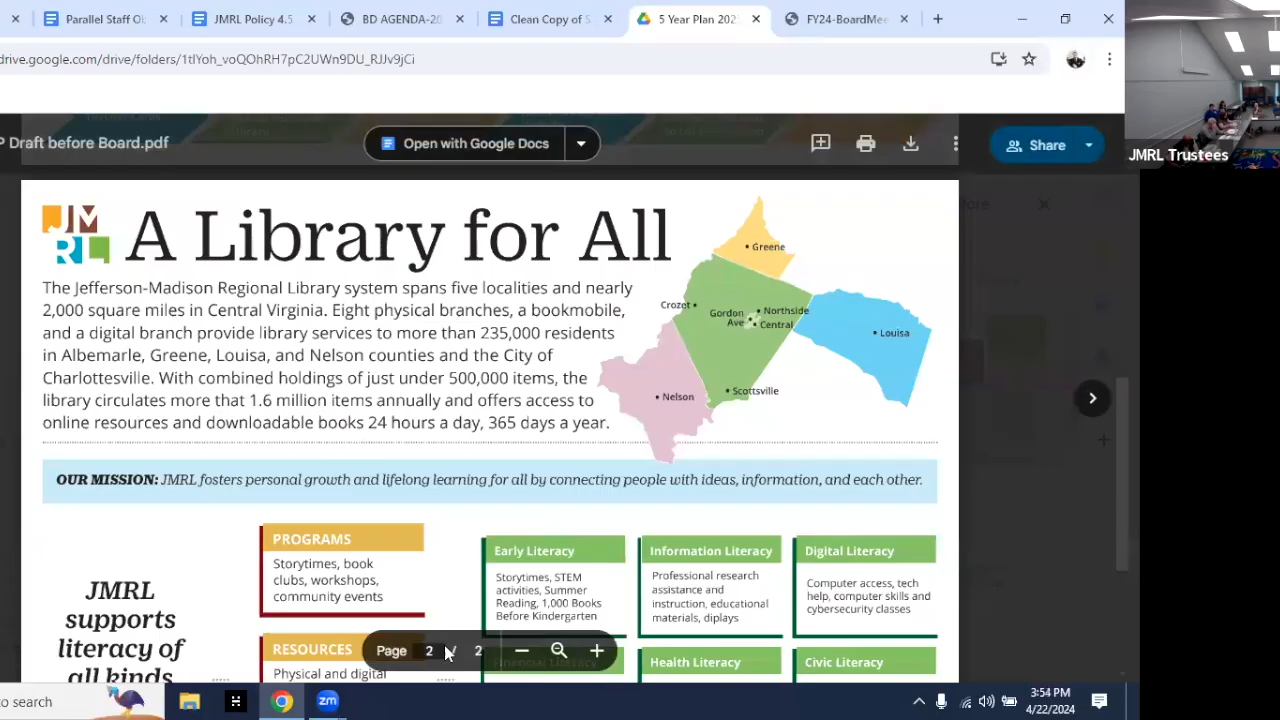 Parallel Staff Ok
JMRL Policy 4.5
BD AGENDA-20
Clean Copy of S
5 Year Plan 202
FY24-BoardMee
drive.google.com/drive/folders/1tlYoh_voQOhRH7pC2UWn9DU_RJJv9jCi
P Draft before Board.pdf
Open with Google Docs
Share
JMRL Trustees
JM
RL
A Library for All
The Jefferson-Madison Regional Library system spans five localities and nearly
2,000 square miles in Central Virginia. Eight physical branches, a bookmobile,
and a digital branch provide library services to more than 235,000 residents
in Albemarle, Greene, Louisa, and Nelson counties and the City of
Charlottesville. With combined holdings of just under 500,000 items, the
library circulates more that 1.6 million items annually and offers access to
online resources and downloadable books 24 hours a day, 365 days a year.
Greene
Crozet
Gordon
Ave
Northside
Central
Louisa
Scottsville
Nelson
OUR MISSION: JMRL fosters personal growth and lifelong learning for all by connecting people with ideas, information, and each other.
JMRL
supports
literacy of
all kinds
PROGRAMS
Storytimes, book
clubs, workshops,
community events
RESOURCES
Physical and digital
Early Literacy
Storytimes, STEM
activities, Summer
Reading, 1,000 Books
Before Kindergarten
Information Literacy
Professional research
assistance and
instruction, educational
materials, diplays
Digital Literacy
Computer access, tech
help, computer skills and
cybersecurity classes
Financial Literacy
Health Literacy
Civic Literacy
Page 2 / 2
to search
zm
3:54 PM
4/22/2024